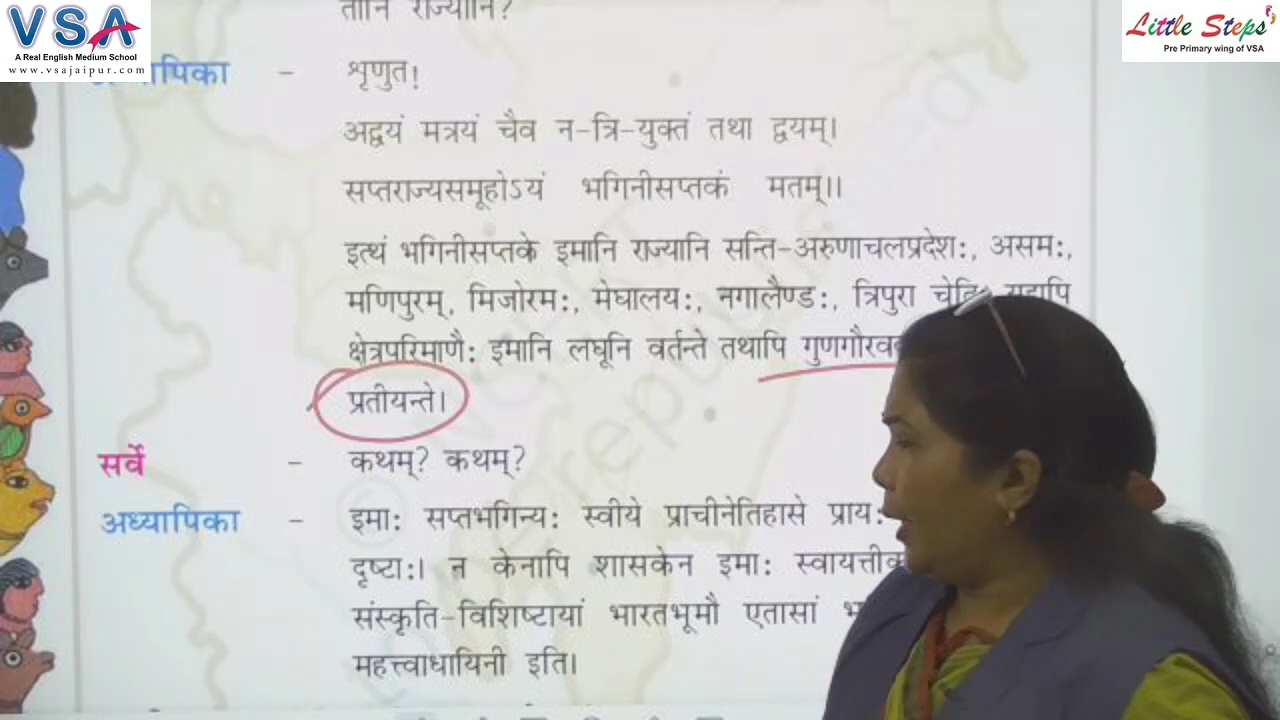 VSA
A Real English Medium School
www.vsajaipur.com
Little Steps
Pre Primary wing of VSA
तानि राज्यानि?
शृणुत!
अद्वयं मत्रयं चैव न-त्रि-युक्तं तथा द्वयम्।
सप्तराज्यसमूहोऽयं भगिनीसप्तकं मतम्।।
इत्थं भगिनीसप्तके इमानि राज्यानि सन्ति-अरुणाचलप्रदेशः, असमः,
मणिपुरम्, मिजोरमः, मेघालयः, नगालैण्डः, त्रिपुरा
क्षेत्रपरिमाणैः इमानि लघूनि वर्तन्ते तथापि
प्रतीयन्ते।
सर्वे - कथम्? कथम्?
अध्यापिका - इमाः सप्तभगिन्यः स्वीये प्राचीनेतिहासे प्रायः
दृष्टाः। न केनापि शासकेन इमाः
संस्कृति-विशिष्टायां भारतभूमौ एतासां
महत्त्वाधायिनी इति।